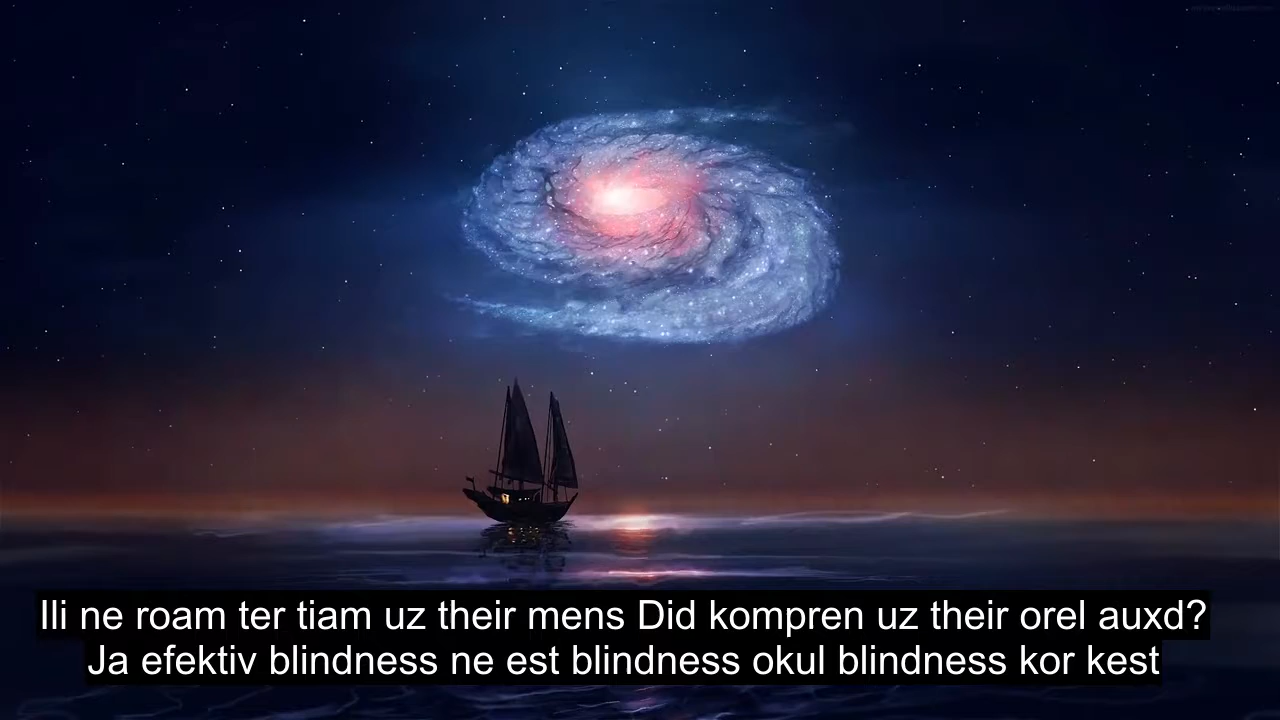 Ili ne roam ter tiam uz their mens Did kompren uz their orel auxd?
Ja efektiv blindness ne est blindness okul blindness kor kest